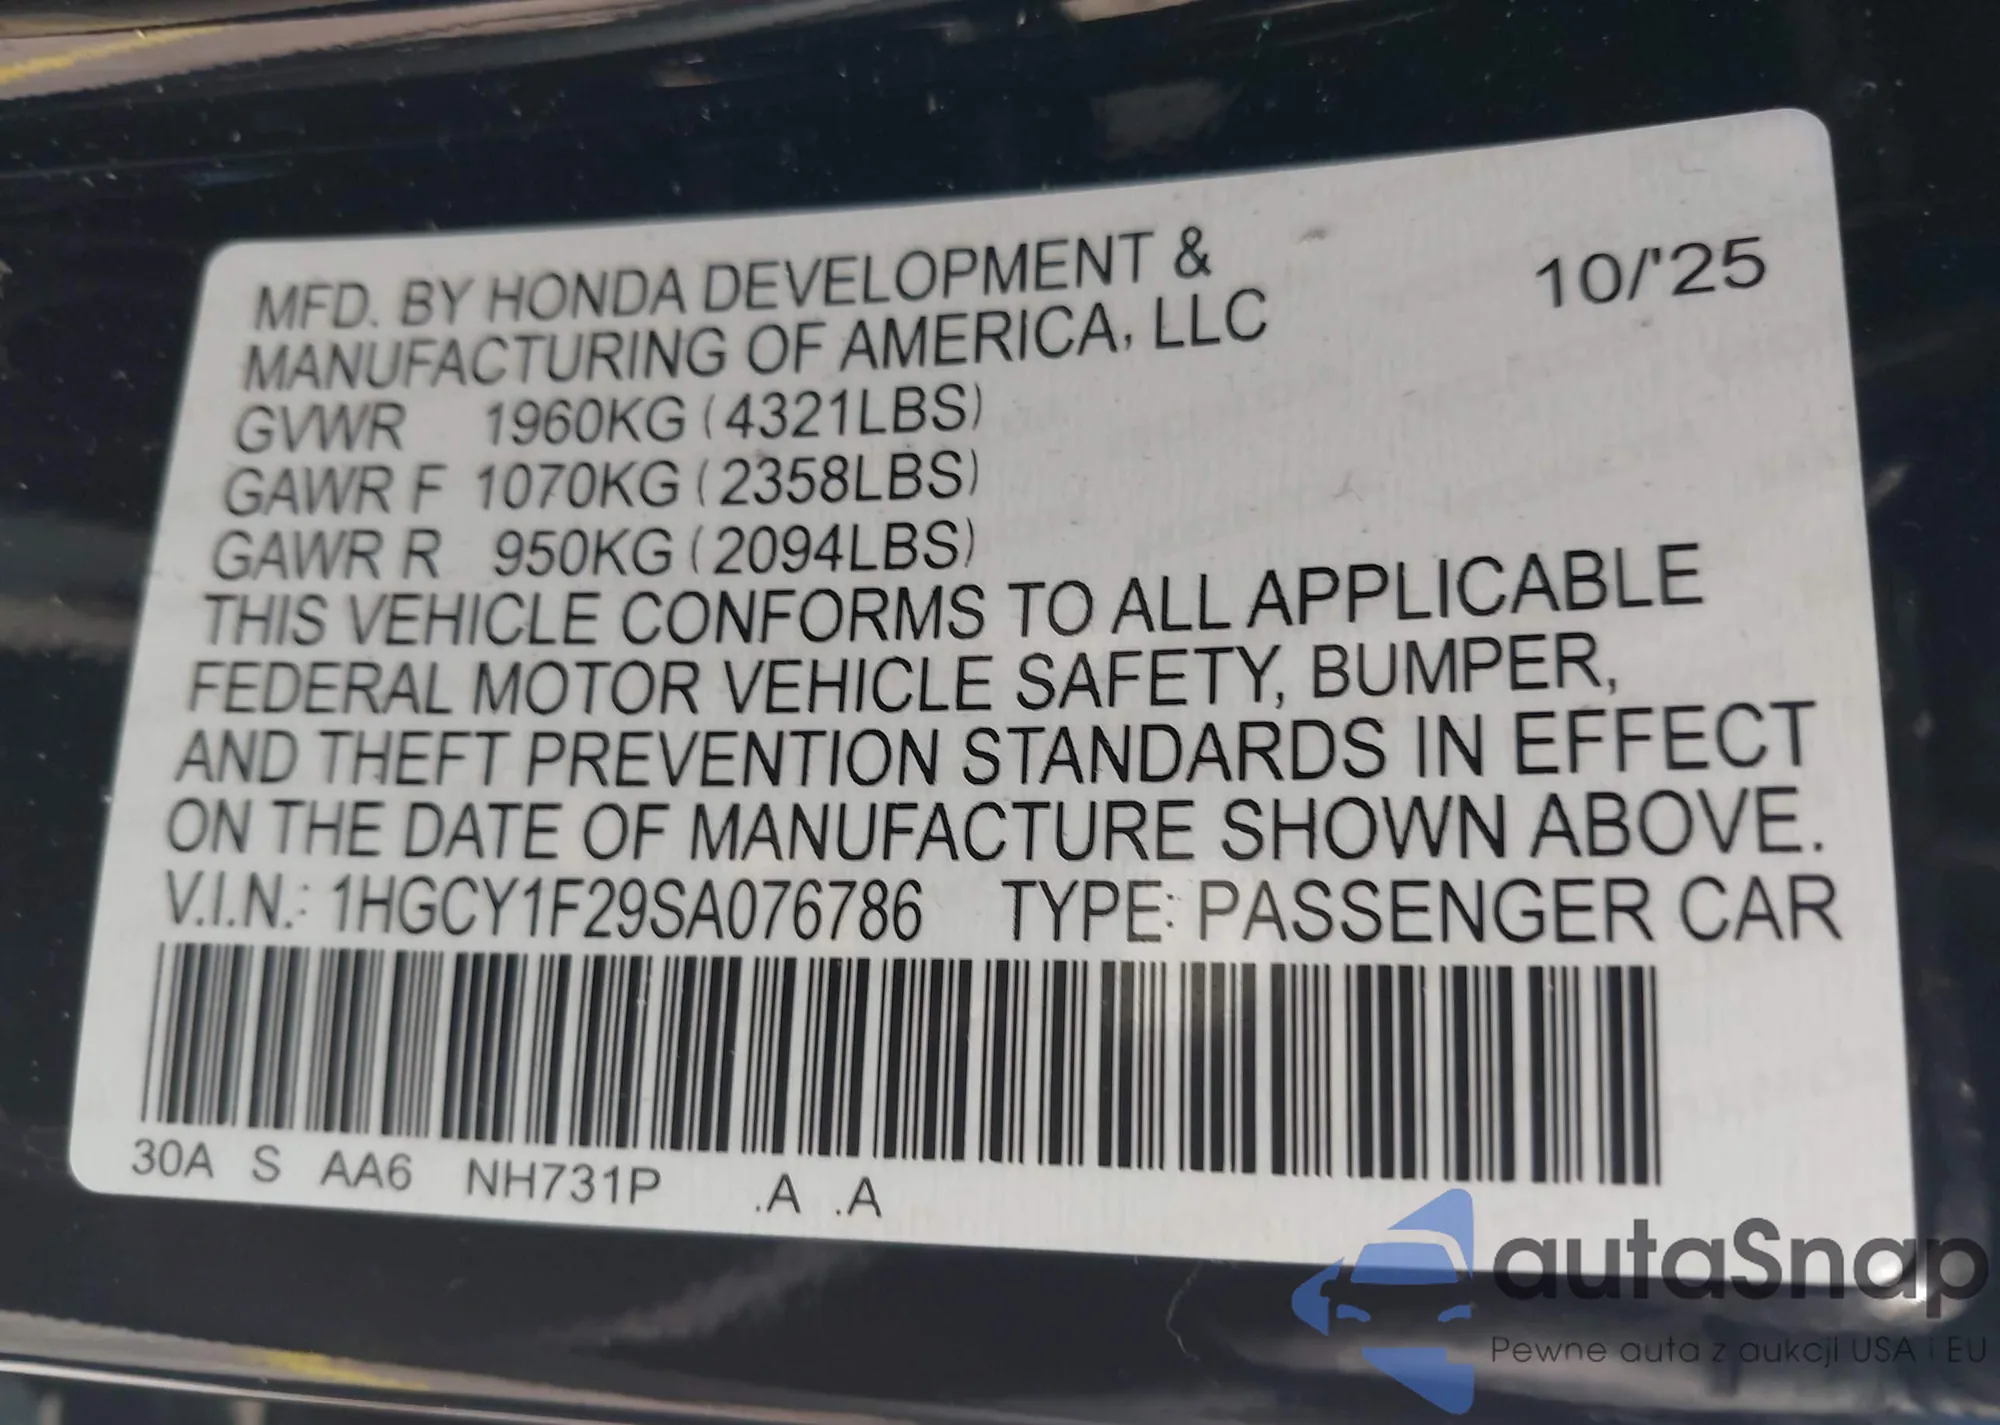 MFD. BY HONDA DEVELOPMENT &
MANUFACTURING OF AMERICA, LLC
10/'25
GVWR 1960KG (4321LBS)
GAWR F 1070KG (2358LBS)
GAWR R 950KG (2094LBS)
THIS VEHICLE CONFORMS TO ALL APPLICABLE
FEDERAL MOTOR VEHICLE SAFETY, BUMPER,
AND THEFT PREVENTION STANDARDS IN EFFECT
ON THE DATE OF MANUFACTURE SHOWN ABOVE.
V.I.N.: 1HGCY1F29SA076786 TYPE: PASSENGER CAR
30A S AA6 NH731P .A .A
autaSnap
Pewne auta z aukcji USA i EU